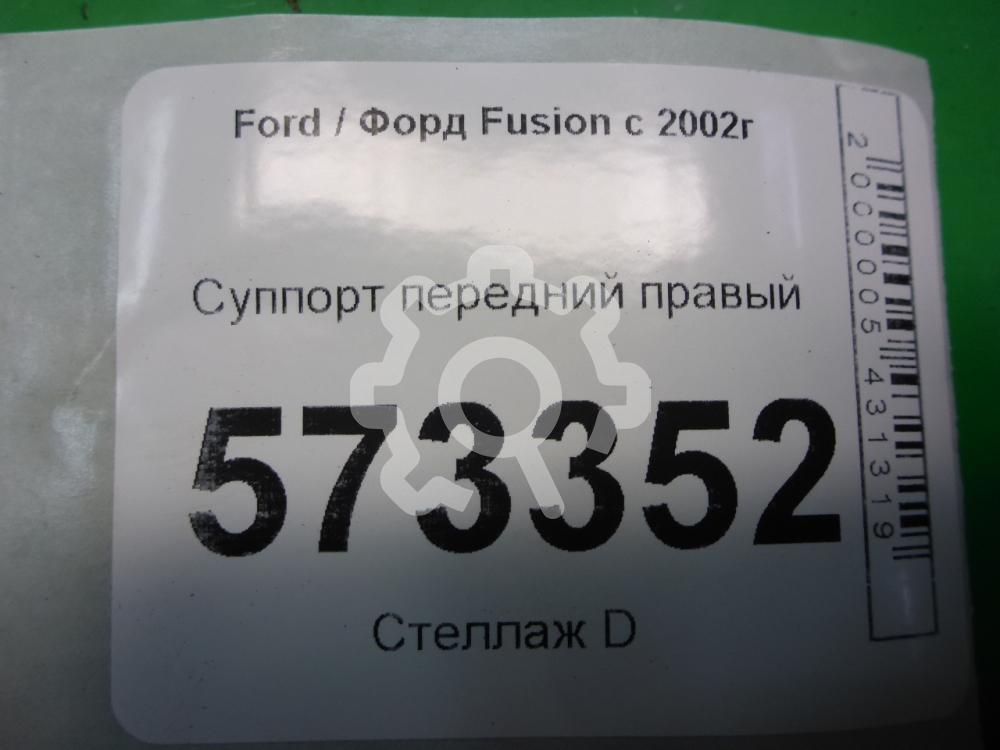 Ford / Форд Fusion с 2002г
Суппорт передний правый
573352
Стеллаж D
2000005431319